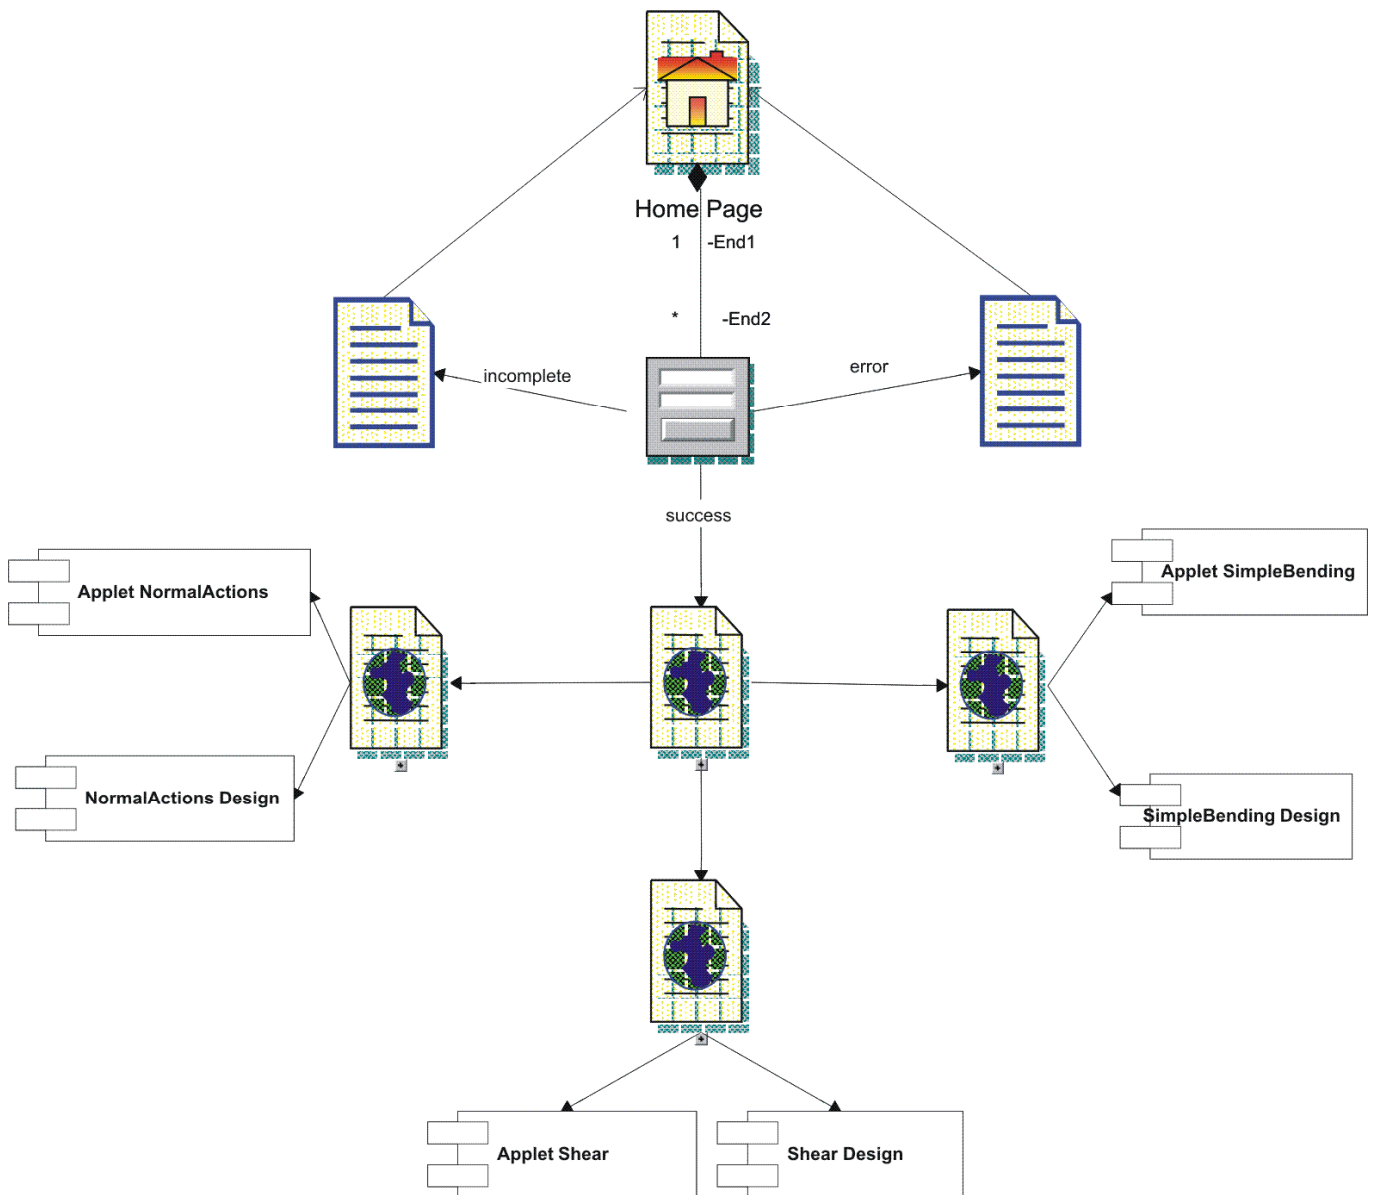 Home Page
1 -End1
* -End2
incomplete
error
success
Applet NormalActions
Applet SimpleBending
NormalActions Design
SimpleBending Design
Applet Shear
Shear Design